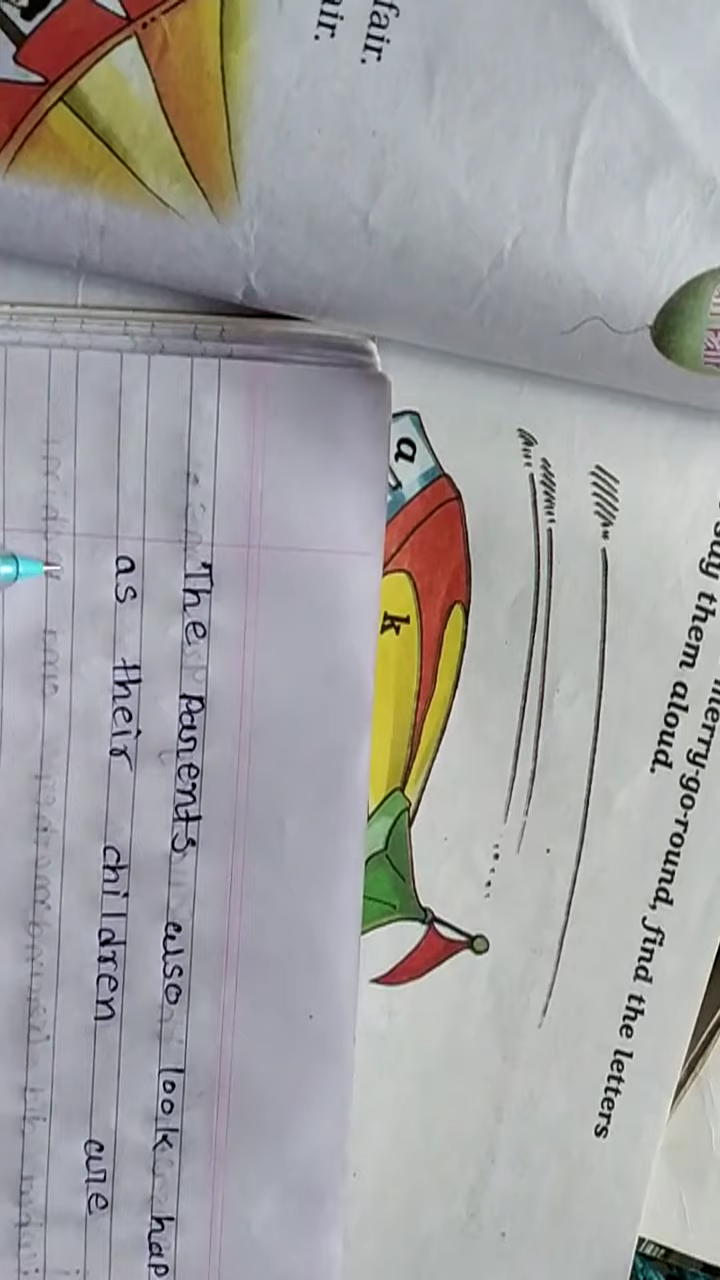 fair.
air.
merry-go-round, find the letters
them aloud.
a
k
The Parents also look hap
as their children are